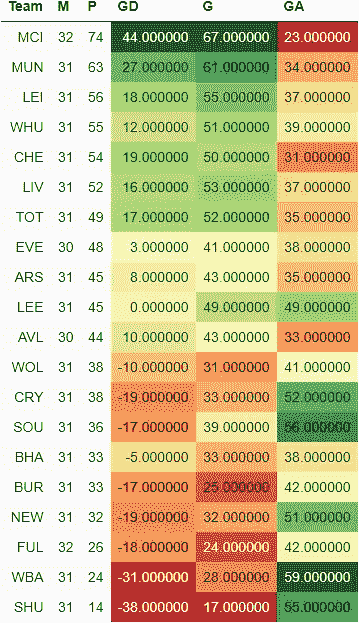 Team M P GD G GA
MCI 32 74 44.000000 67.000000 23.000000
MUN 31 63 27.000000 61.000000 34.000000
LEI 31 56 18.000000 55.000000 37.000000
WHU 31 55 12.000000 51.000000 39.000000
CHE 31 54 19.000000 50.000000 31.000000
LIV 31 52 16.000000 53.000000 37.000000
TOT 31 49 17.000000 52.000000 35.000000
EVE 30 48 3.000000 41.000000 38.000000
ARS 31 45 8.000000 43.000000 35.000000
LEE 31 45 0.000000 49.000000 49.000000
AVL 30 44 10.000000 43.000000 33.000000
WOL 31 38 -10.000000 31.000000 41.000000
CRY 31 38 -19.000000 33.000000 52.000000
SOU 31 36 -17.000000 39.000000 56.000000
BHA 31 33 -5.000000 33.000000 38.000000
BUR 31 33 -17.000000 25.000000 42.000000
NEW 31 32 -19.000000 32.000000 51.000000
FUL 32 26 -18.000000 24.000000 42.000000
WBA 31 24 -31.000000 28.000000 59.000000
SHU 31 14 -38.000000 17.000000 55.000000